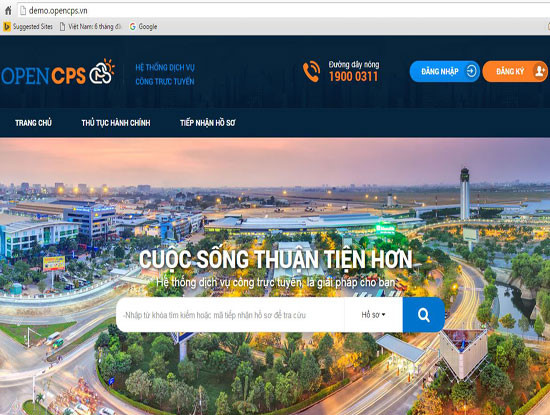 demo.opencps.vn
Suggested Sites
Việt Nam: 6 tháng đầ
Google
OPENCPS
HỆ THỐNG DỊCH VỤ
CÔNG TRỰC TUYẾN
Đường dây nóng
1900 0311
ĐĂNG NHẬP
ĐĂNG KÝ
TRANG CHỦ
THỦ TỤC HÀNH CHÍNH
TIẾP NHẬN HỒ SƠ
CUỘC SỐNG THUẬN TIỆN HƠN
Hệ thống dịch vụ công trực tuyến, là giải pháp cho bạn
-Nhập từ khóa tìm kiếm hoặc mã tiếp nhận hồ sơ để tra cứu
Hồ sơ